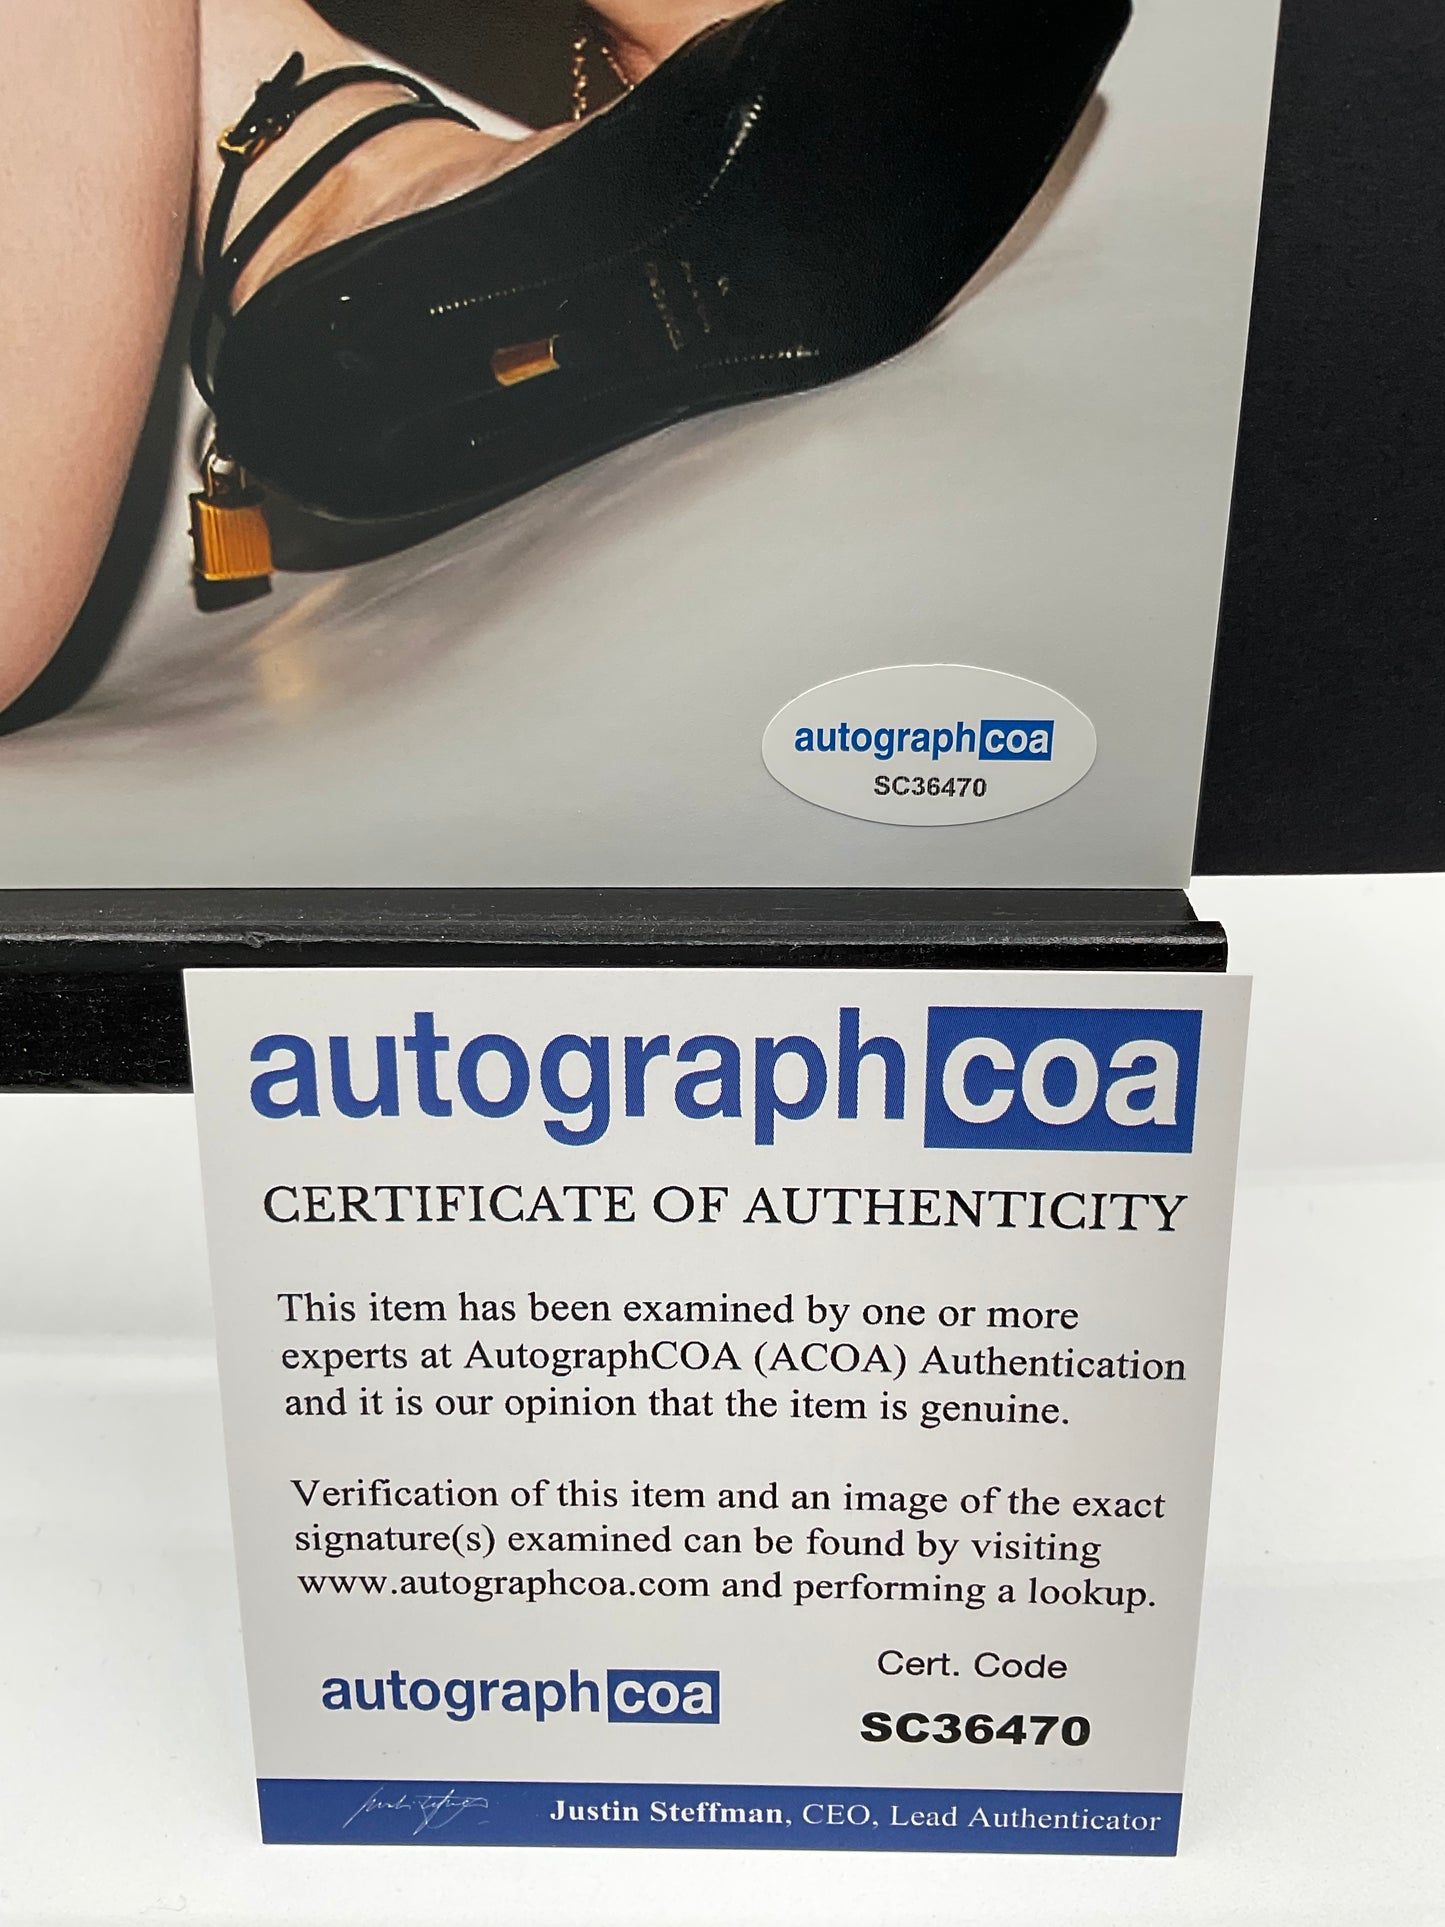 autographcoa
SC36470
autographcoa
CERTIFICATE OF AUTHENTICITY
This item has been examined by one or more
experts at AutographCOA (ACOA) Authentication
and it is our opinion that the item is genuine.
Verification of this item and an image of the exact
signature(s) examined can be found by visiting
www.autographcoa.com and performing a lookup.
Cert. Code
autographcoa
SC36470
Justin Steffman, CEO, Lead Authenticator